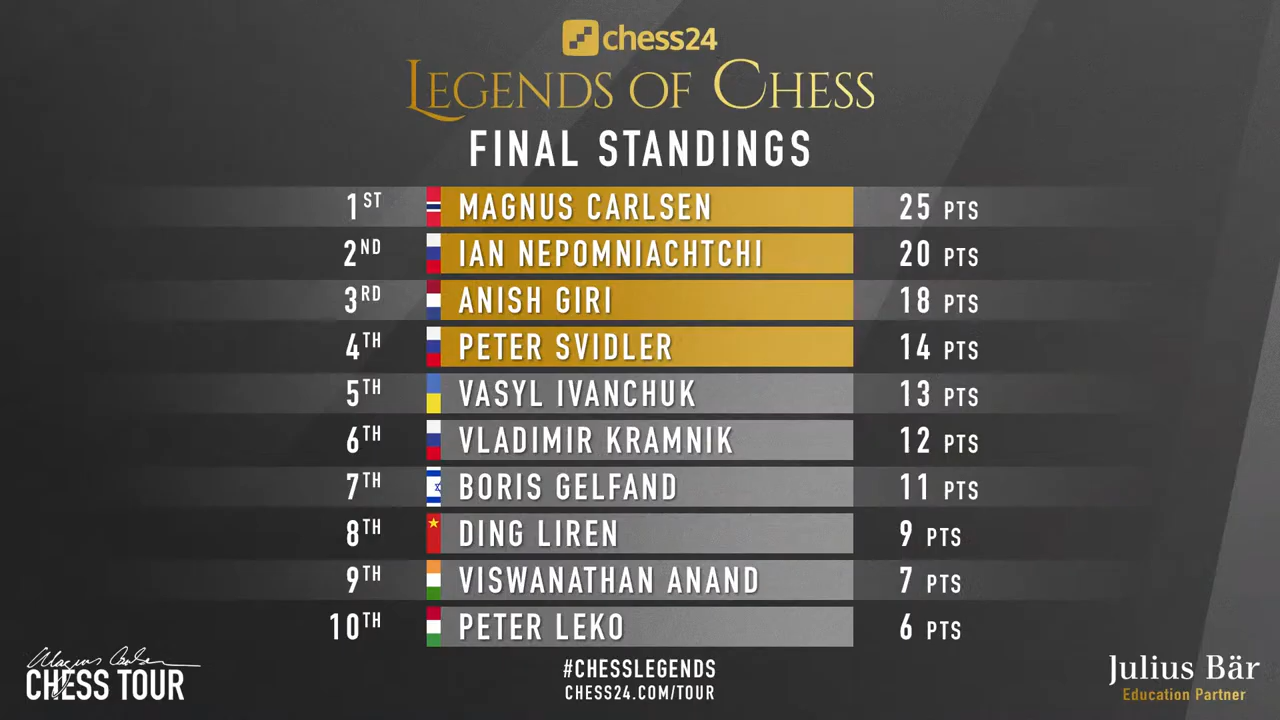 chess24
LEGENDS OF CHESS
FINAL STANDINGS
1ST MAGNUS CARLSEN 25 PTS
2ND IAN NEPOMNIACHTCHI 20 PTS
3RD ANISH GIRI 18 PTS
4TH PETER SVIDLER 14 PTS
5TH VASYL IVANCHUK 13 PTS
6TH VLADIMIR KRAMNIK 12 PTS
7TH BORIS GELFAND 11 PTS
8TH DING LIREN 9 PTS
9TH VISWANATHAN ANAND 7 PTS
10TH PETER LEKO 6 PTS
Magnus Carlsen
CHESS TOUR
#CHESSLEGENDS
CHESS24.COM/TOUR
Julius Bär
Education Partner